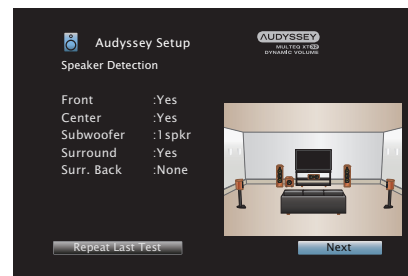 Audyssey Setup
AUDYSSEY
MULTEQ XT32
DYNAMIC VOLUME
Speaker Detection
Front :Yes
Center :Yes
Subwoofer :1spkr
Surround :Yes
Surr. Back :None
Repeat Last Test
Next